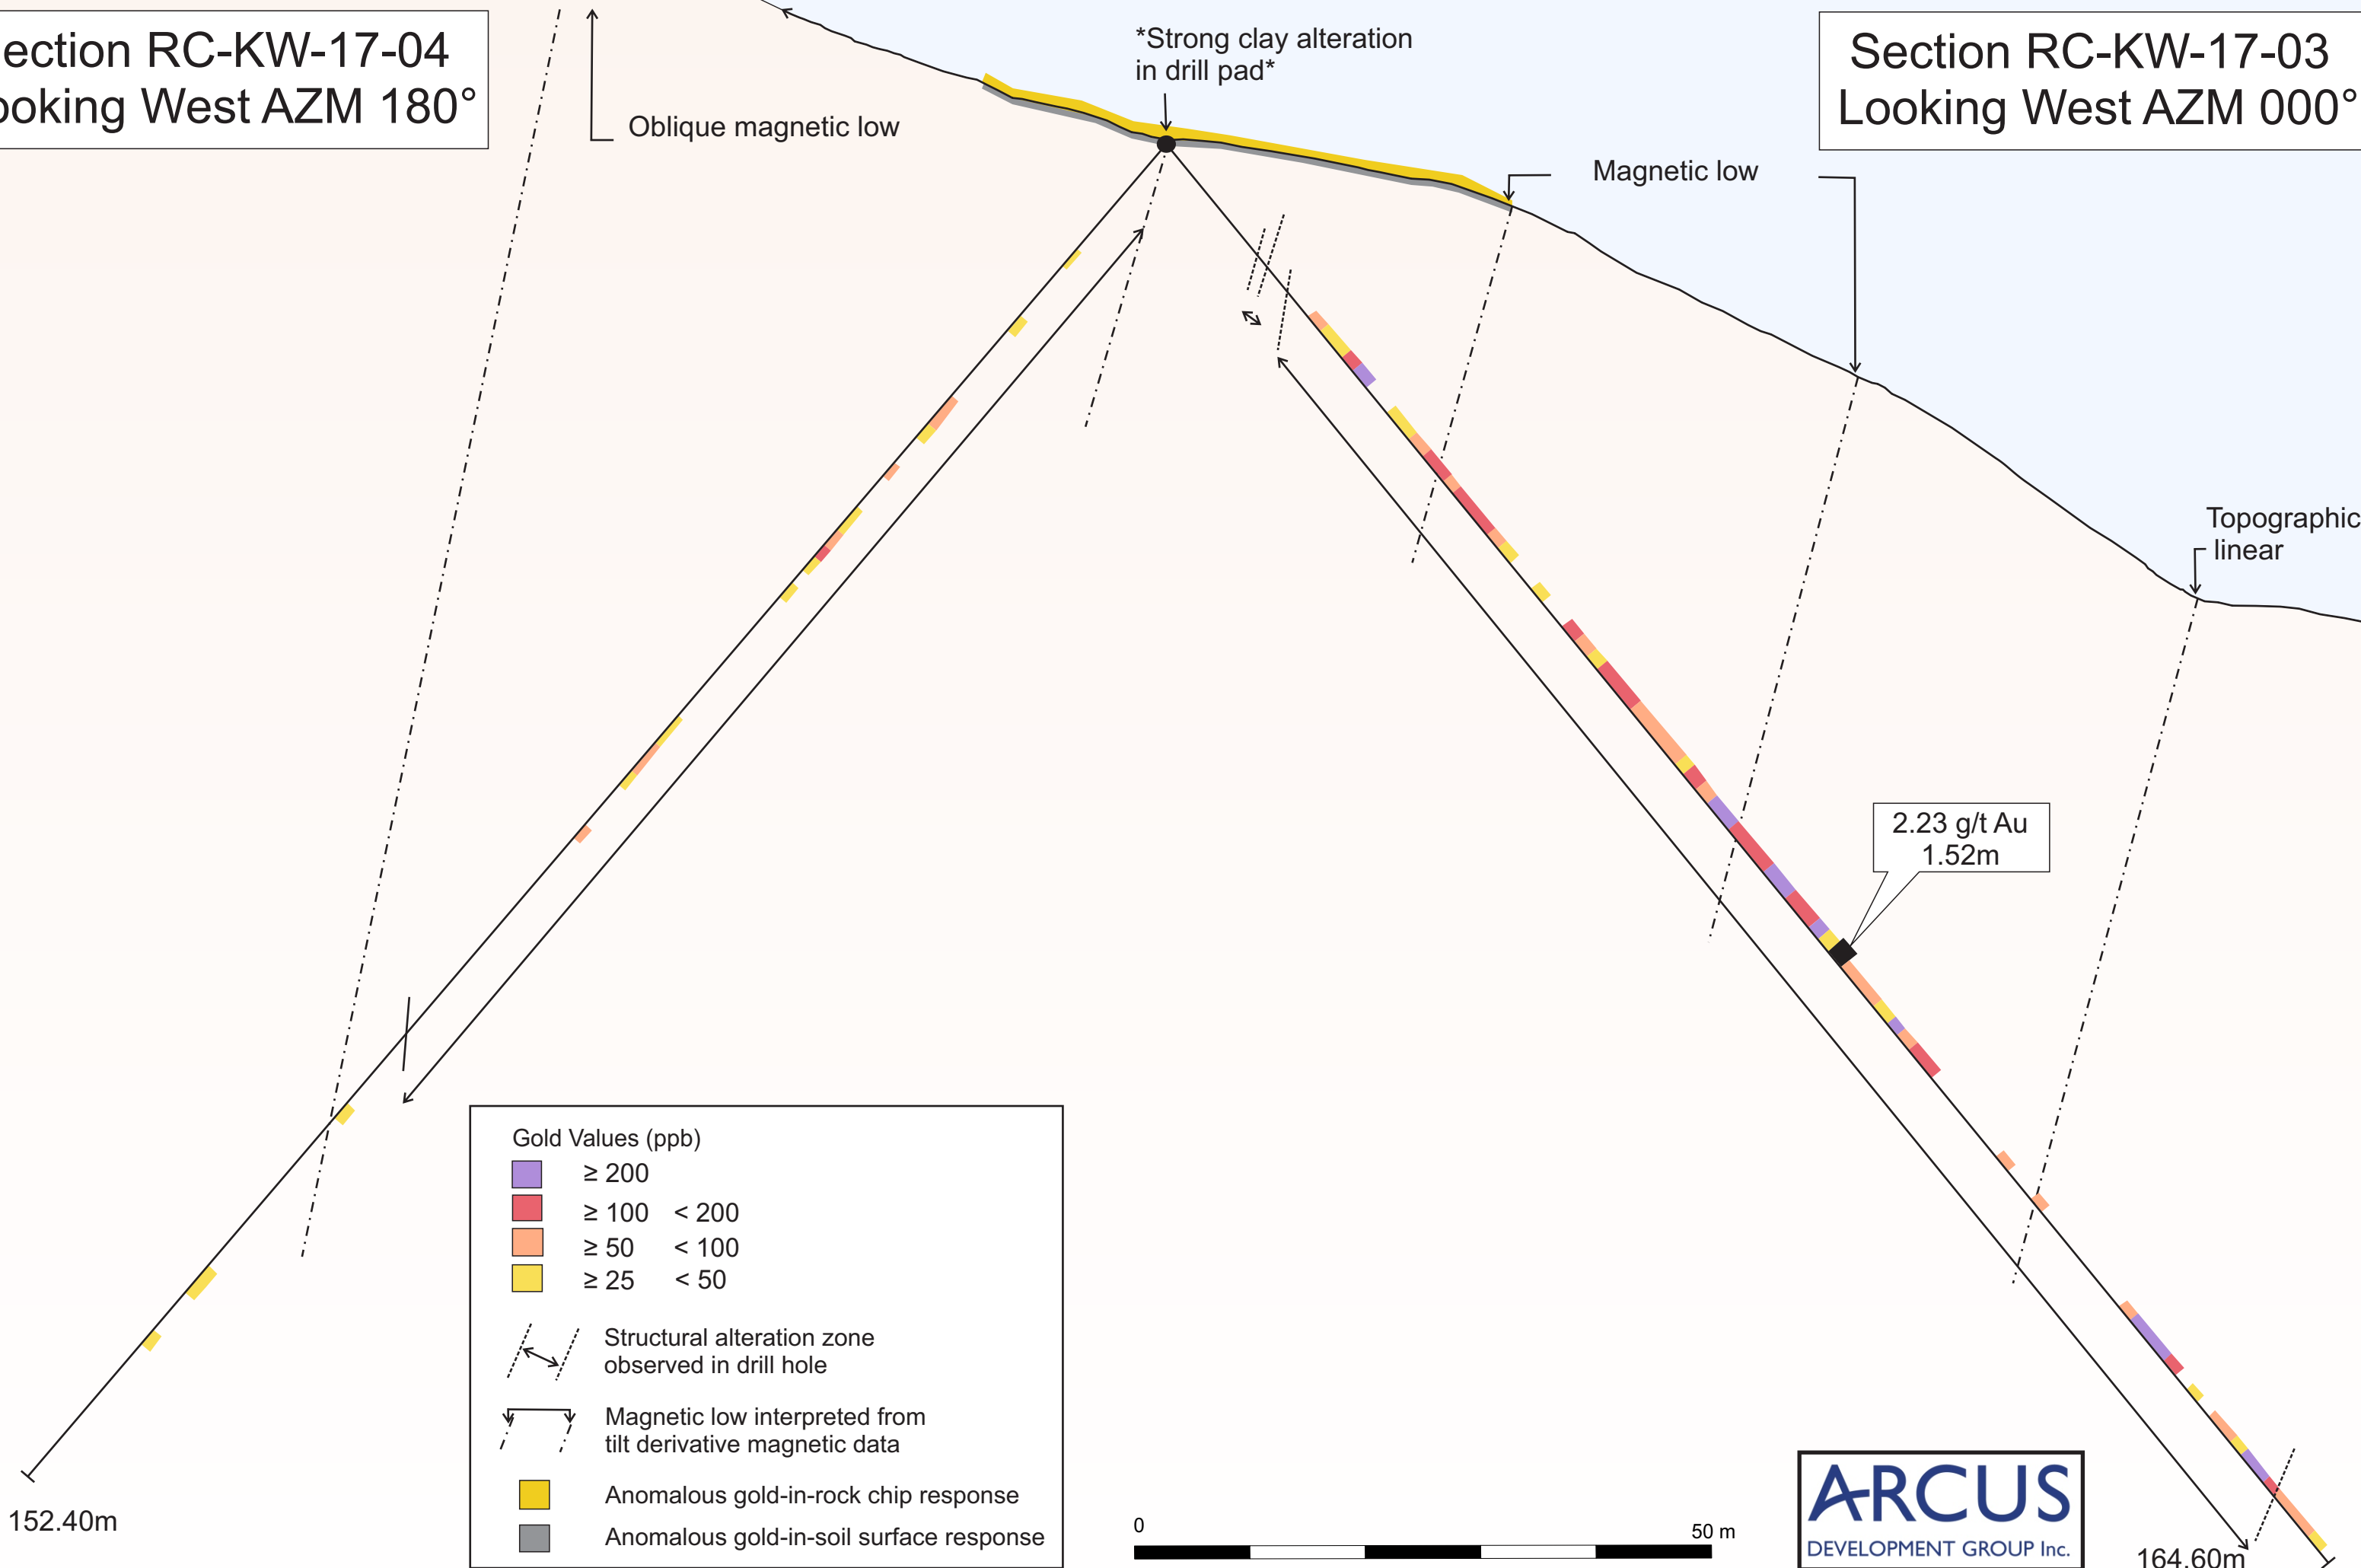 ection RC-KW-17-04
ooking West AZM 180°
Oblique magnetic low
*Strong clay alteration
in drill pad*
Section RC-KW-17-03
Looking West AZM 000°
Magnetic low
Topographic
linear
2.23 g/t Au
1.52m
Gold Values (ppb)
≥ 200
≥ 100 < 200
≥ 50 < 100
≥ 25 < 50
Structural alteration zone
observed in drill hole
Magnetic low interpreted from
tilt derivative magnetic data
Anomalous gold-in-rock chip response
Anomalous gold-in-soil surface response
152.40m
0 50 m
ARCUS
DEVELOPMENT GROUP Inc.
164.60m